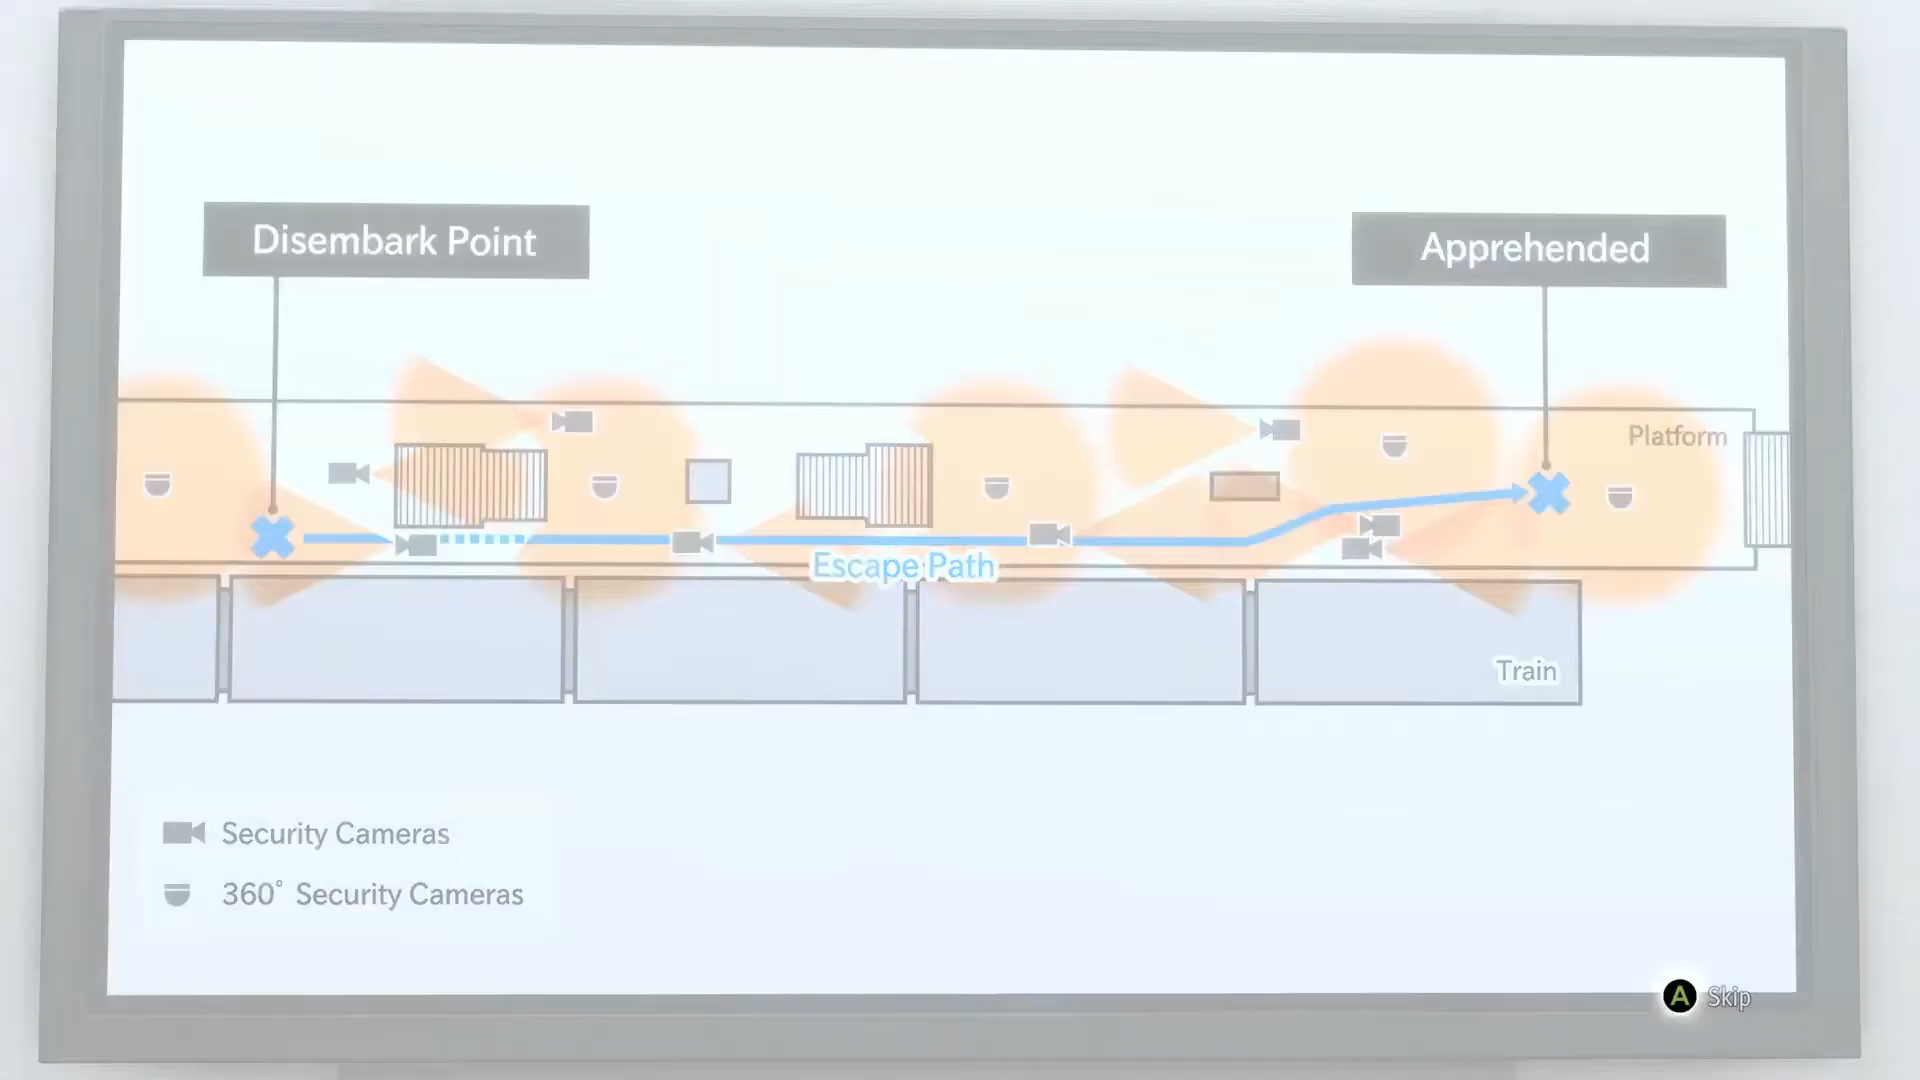 Disembark Point
Apprehended
Platform
Escape Path
Train
Security Cameras
360° Security Cameras
A Skip